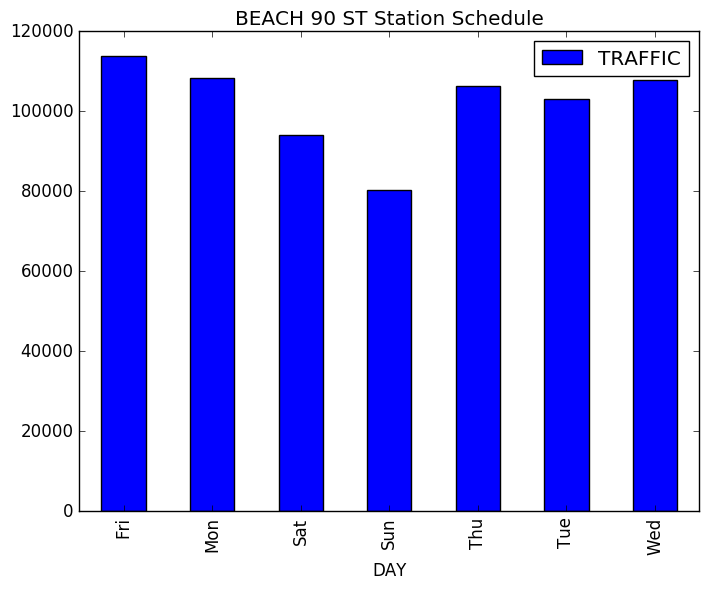 BEACH 90 ST Station Schedule
TRAFFIC
120000
100000
80000
60000
40000
20000
0
Fri
Mon
Sat
Sun
Thu
Tue
Wed
DAY